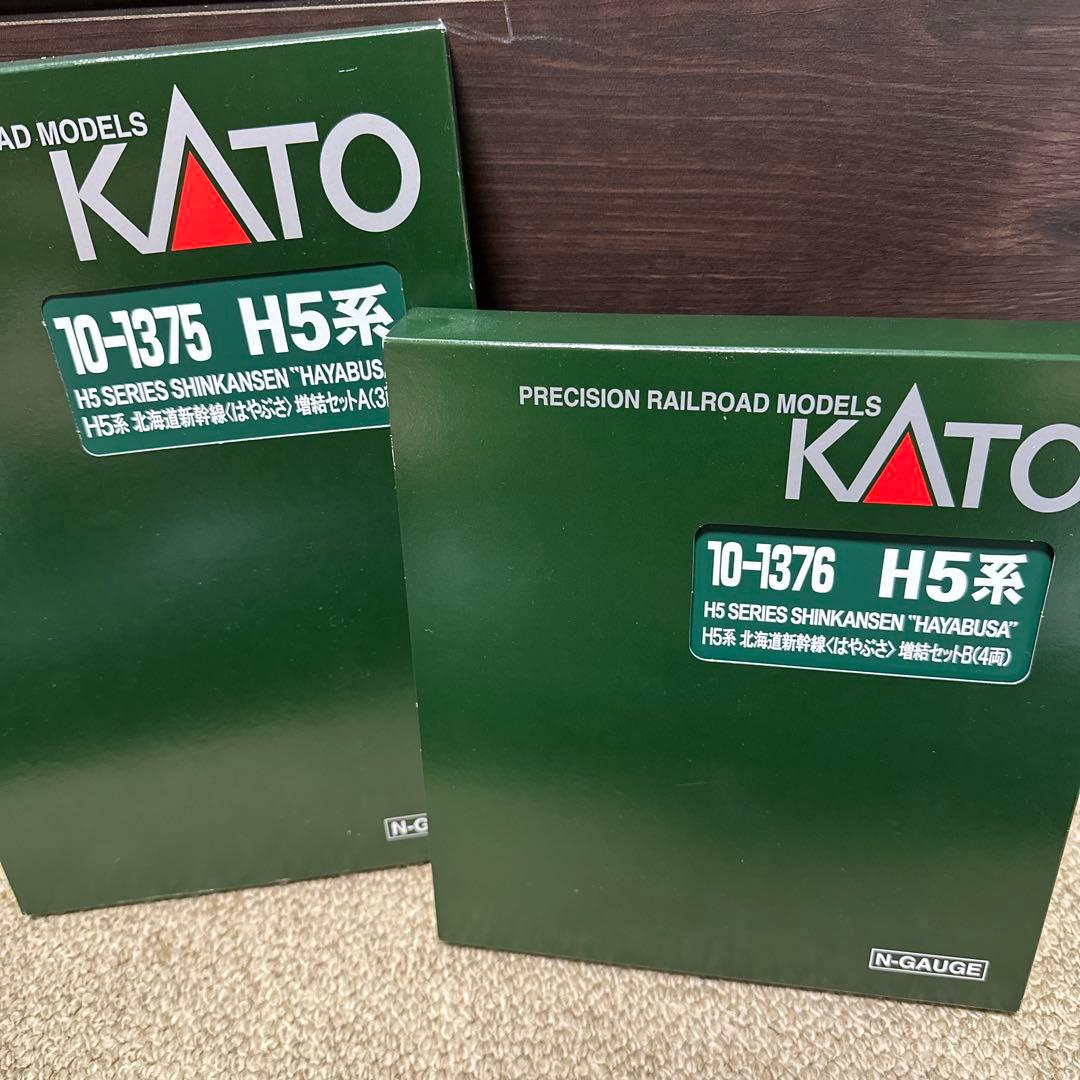 RAILROAD MODELS
KATO
10-1375 H5系
H5 SERIES SHINKANSEN "HAYABUSA
H5系 北海道新幹線〈はやぶさ〉 増結セットA(3両
N-G
PRECISION RAILROAD MODELS
KATO
10-1376 H5系
H5 SERIES SHINKANSEN "HAYABUSA"
H5系 北海道新幹線〈はやぶさ〉 増結セットB(4両)
N-GAUGE